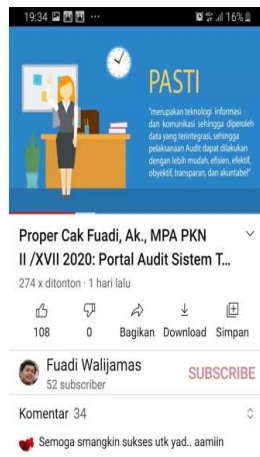 19:34 ... 16%
PASTI
"merupakan teknologi informasi
dan komunikasi sehingga diperoleh
data yang terintegrasi, sehingga
pelaksanaan Audit dapat dilakukan
dengan lebih mudah, efisien, efektif,
obyektif, transparan, dan akuntabel"
Proper Cak Fuadi, Ak., MPA PKN
II /XVII 2020: Portal Audit Sistem T...
274 x ditonton · 1 hari lalu
108 0 Bagikan Download Simpan
Fuadi Walijamas
52 subscriber
SUBSCRIBE
Komentar 34
Semoga smangkin sukses utk yad.. aamiin